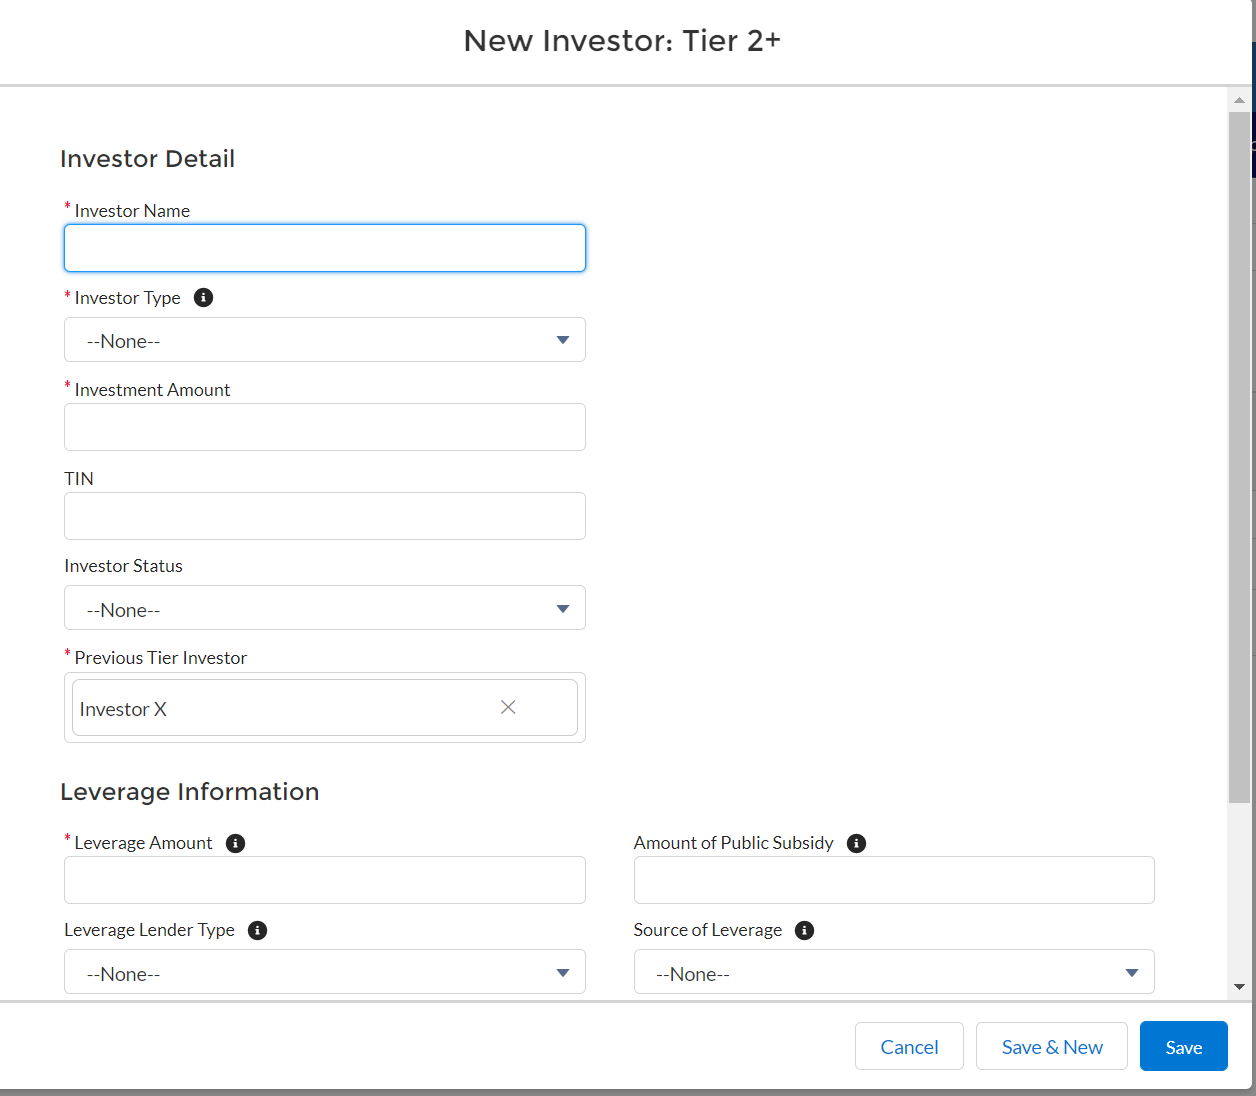 New Investor: Tier 2+
Investor Detail
* Investor Name
* Investor Type
--None--
* Investment Amount
TIN
Investor Status
--None--
* Previous Tier Investor
Investor X
Leverage Information
* Leverage Amount
Amount of Public Subsidy
Leverage Lender Type
Source of Leverage
--None--
--None--
Cancel
Save & New
Save